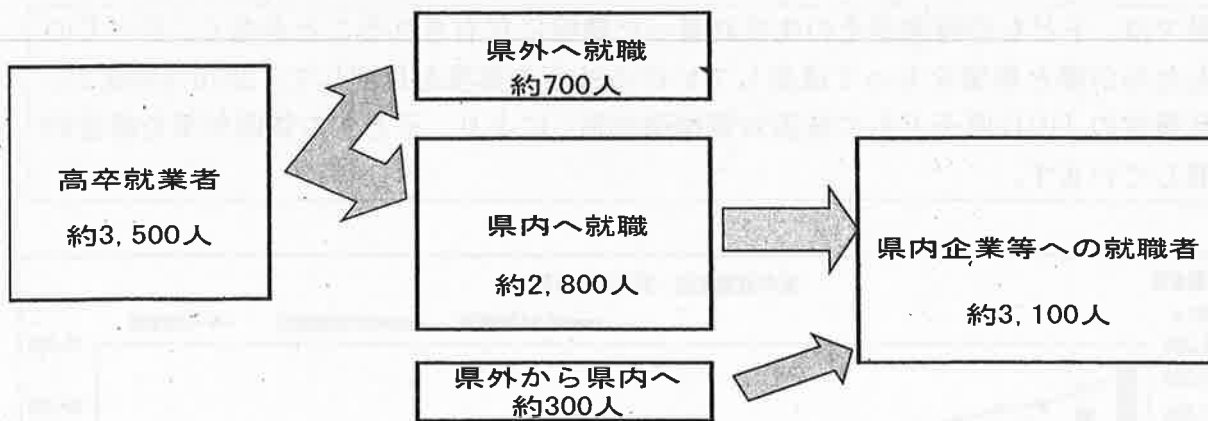 県外へ就職
約700人
高卒就業者
約3,500人
県内へ就職
約2,800人
県内企業等への就職者
約3,100人
県外から県内へ
約300人